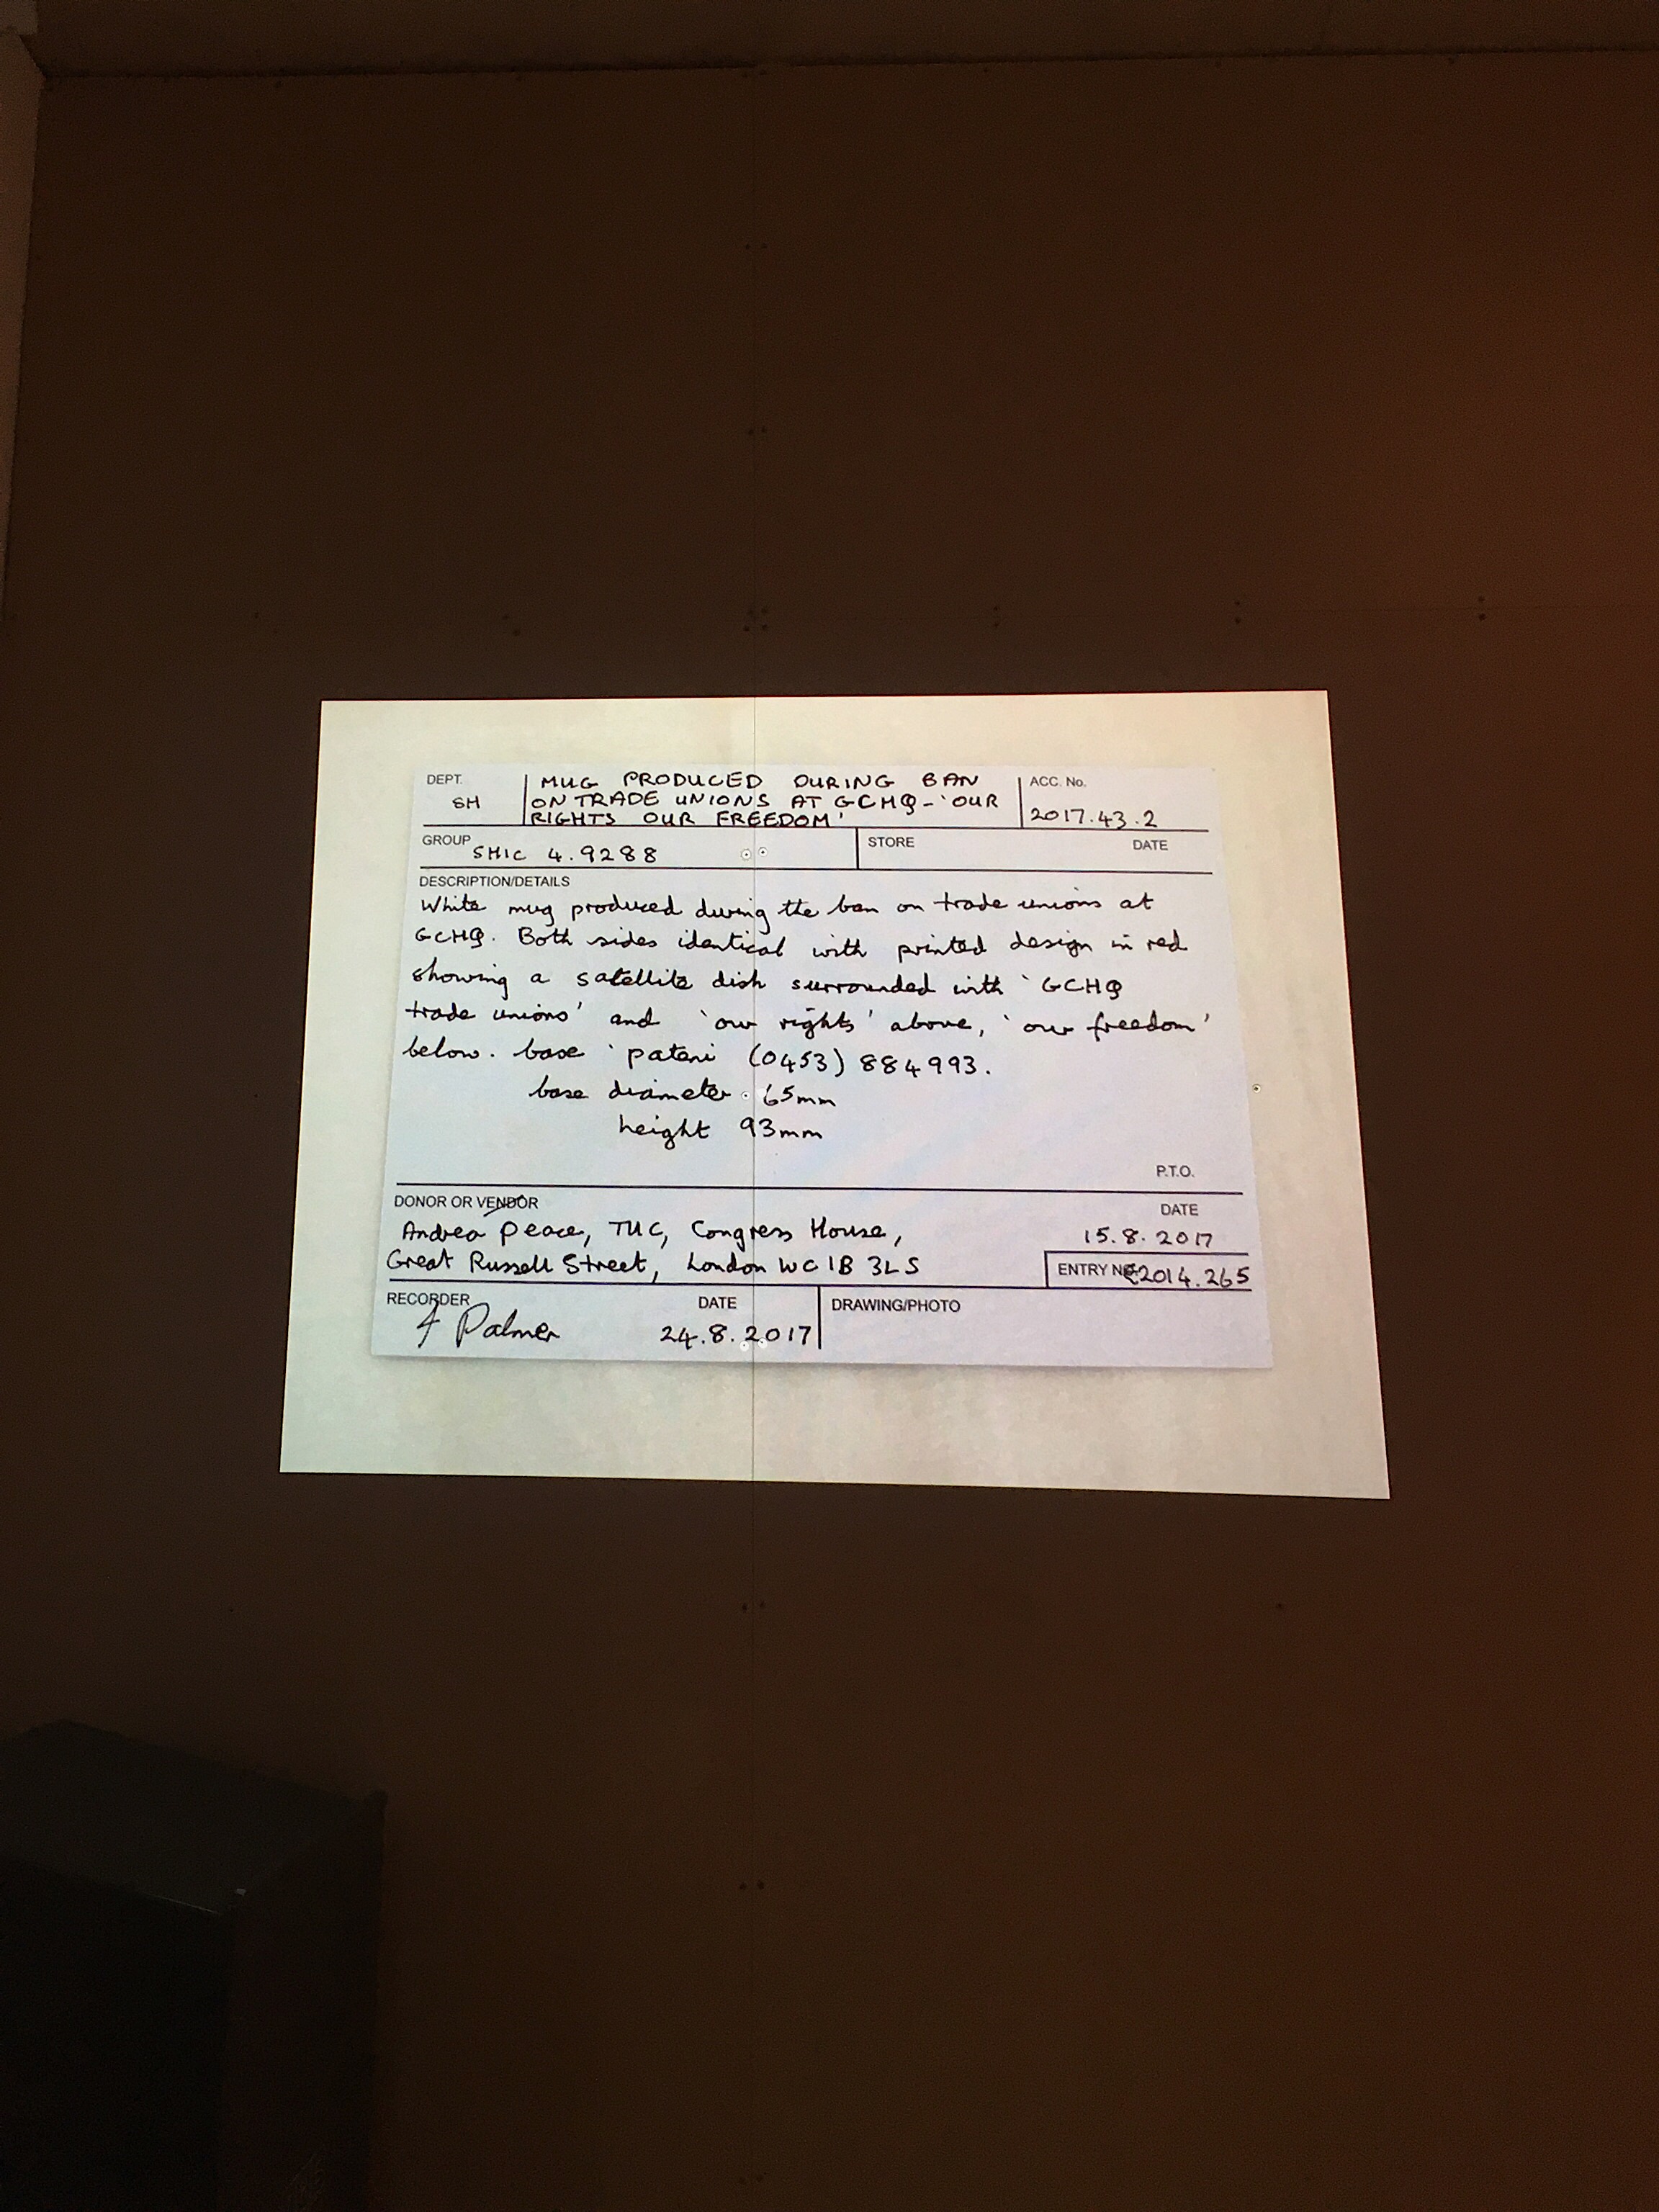 DEPT. MUG PRODUCED DURING BAN ACC. No.
SH ON TRADE UNIONS AT GCHQ - 'OUR
RIGHTS OUR FREEDOM' 2017.43.2
GROUP SHIC 4.9288 STORE DATE
DESCRIPTION/DETAILS
White mug produced during the ban on trade unions at
GCHQ. Both sides identical with printed design in red
showing a satellite dish surrounded with 'GCHQ
trade unions' and 'our rights' above, 'our freedom'
below. base 'pateni (0453) 884993.
base diameter 65mm
height 93mm
P.T.O.
DONOR OR VENDOR DATE
Andrea Peace, TUC, Congress House, 15.8.2017
Great Russell Street, London WC1B 3LS ENTRY No. E2014.265
RECORDER DATE DRAWING/PHOTO
Palmer 24.8.2017